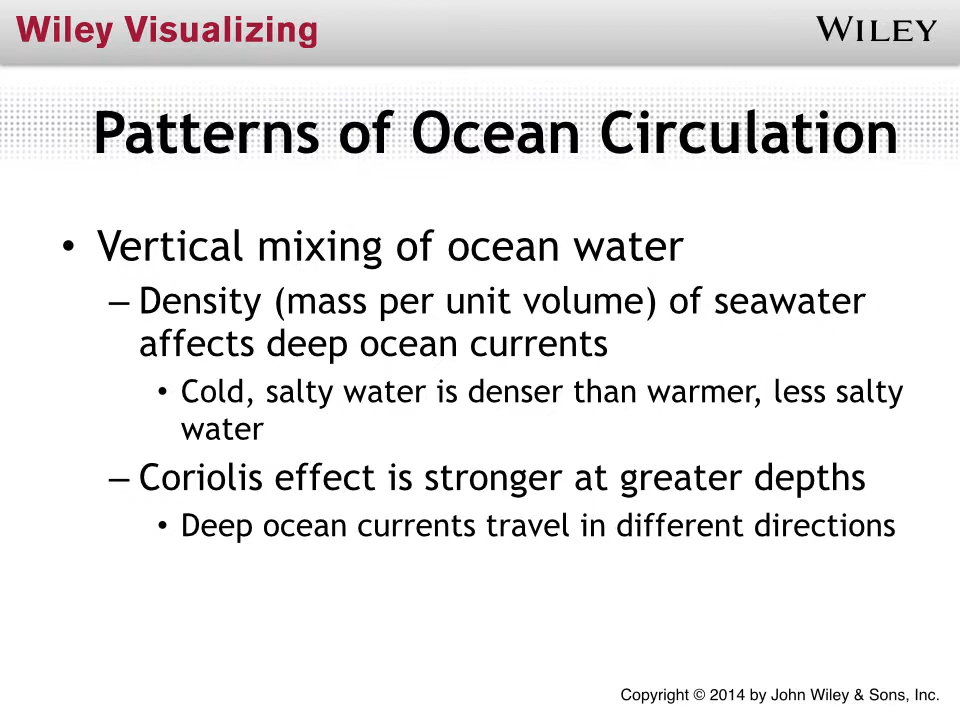 Wiley Visualizing
WILEY
Patterns of Ocean Circulation
• Vertical mixing of ocean water
– Density (mass per unit volume) of seawater
affects deep ocean currents
• Cold, salty water is denser than warmer, less salty
water
– Coriolis effect is stronger at greater depths
• Deep ocean currents travel in different directions
Copyright © 2014 by John Wiley & Sons, Inc.